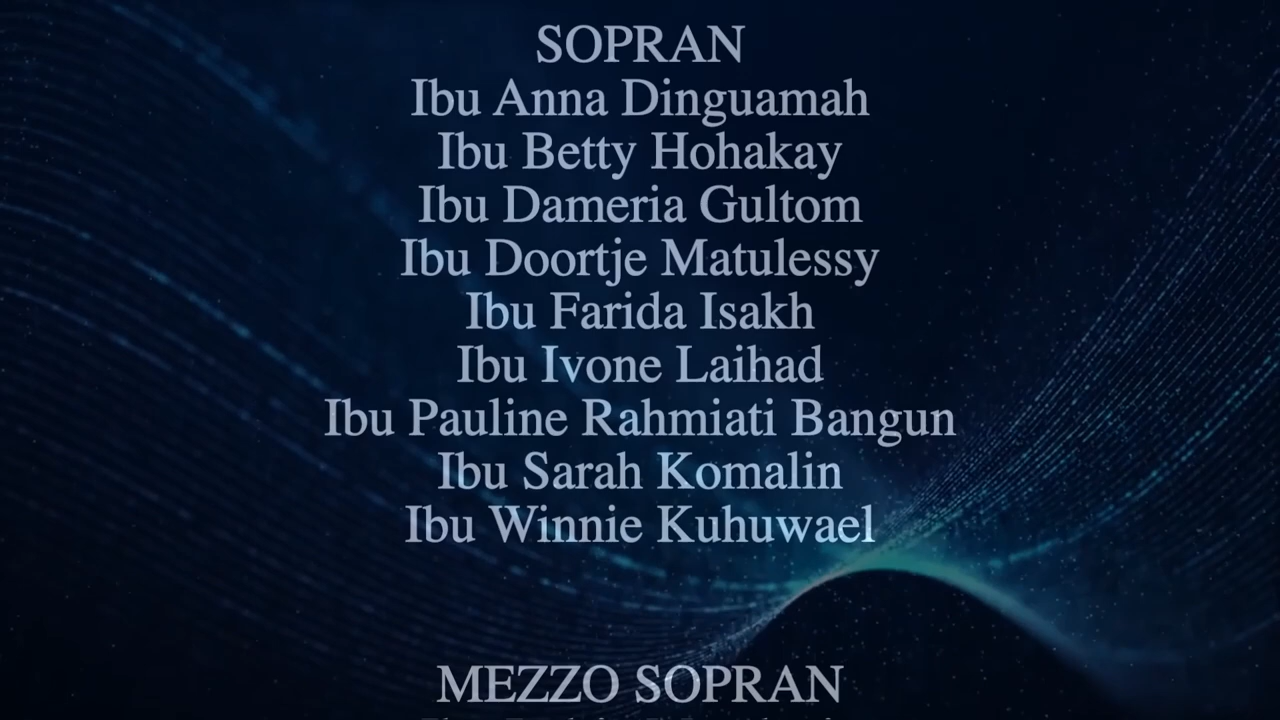 SOPRAN
Ibu Anna Dinguamah
Ibu Betty Hohakay
Ibu Dameria Gultom
Ibu Doortje Matulessy
Ibu Farida Isakh
Ibu Ivone Laihad
Ibu Pauline Rahmiati Bangun
Ibu Sarah Komalin
Ibu Winnie Kuhuwael
MEZZO SOPRAN